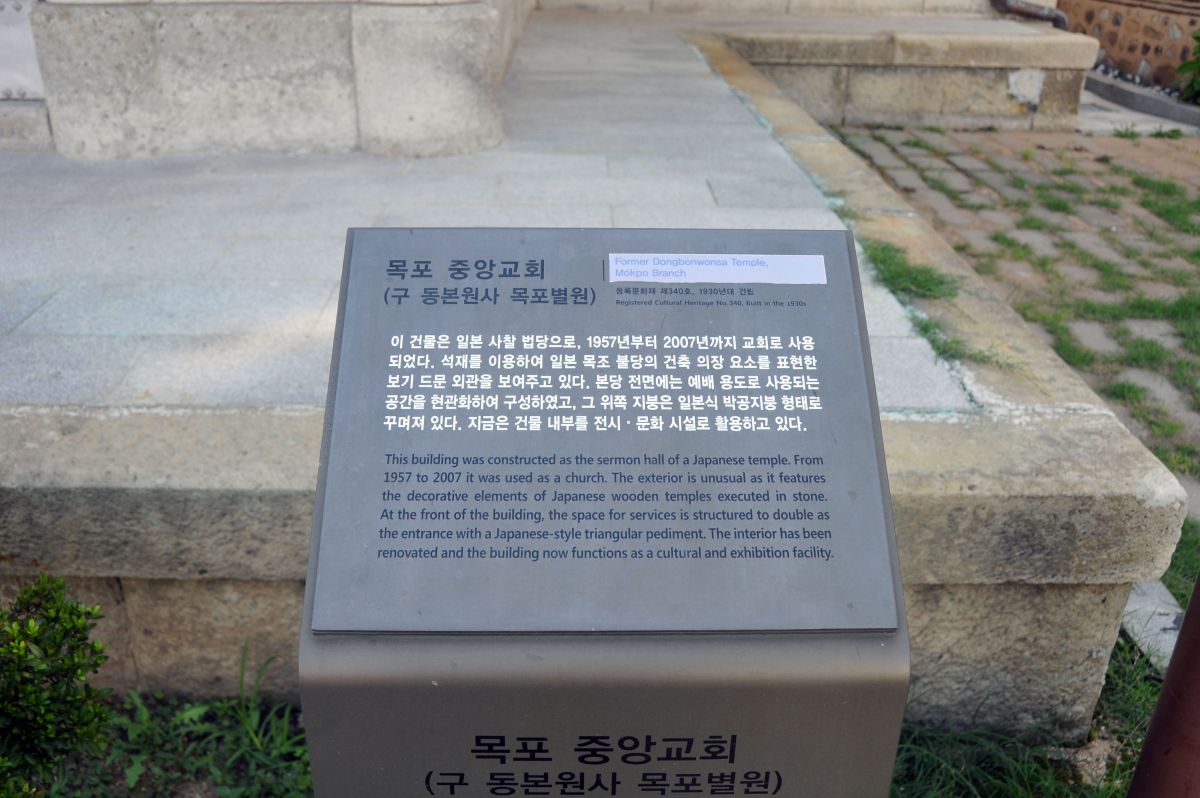 목포 중앙교회
(구 동본원사 목포별원)
Former Dongbonwonsa Temple,
Mokpo Branch
등록문화재 제340호, 1930년대 건립
Registered Cultural Heritage No.340, Built in the 1930s
이 건물은 일본 사찰 법당으로, 1957년부터 2007년까지 교회로 사용
되었다. 석재를 이용하여 일본 목조 불당의 건축 의장 요소를 표현한
보기 드문 외관을 보여주고 있다. 본당 전면에는 예배 용도로 사용되는
공간을 현관화하여 구성하였고, 그 위쪽 지붕은 일본식 박공지붕 형태로
꾸며져 있다. 지금은 건물 내부를 전시 · 문화 시설로 활용하고 있다.
This building was constructed as the sermon hall of a Japanese temple. From
1957 to 2007 it was used as a church. The exterior is unusual as it features
the decorative elements of Japanese wooden temples executed in stone.
At the front of the building, the space for services is structured to double as
the entrance with a Japanese-style triangular pediment. The interior has been
renovated and the building now functions as a cultural and exhibition facility.
목포 중앙교회
(구 동본원사 목포별원)